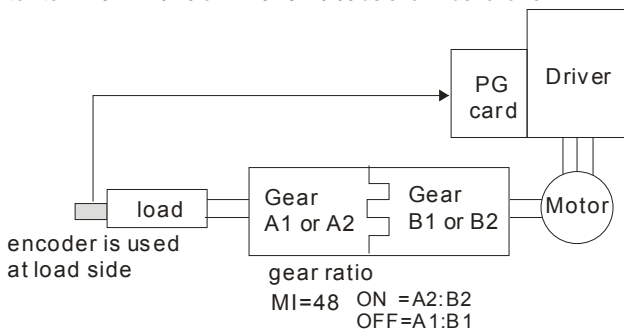 Driver
PG
card
load
Gear
A1 or A2
Gear
B1 or B2
Motor
encoder is used
at load side
gear ratio
MI=48 ON =A2:B2
OFF=A1:B1